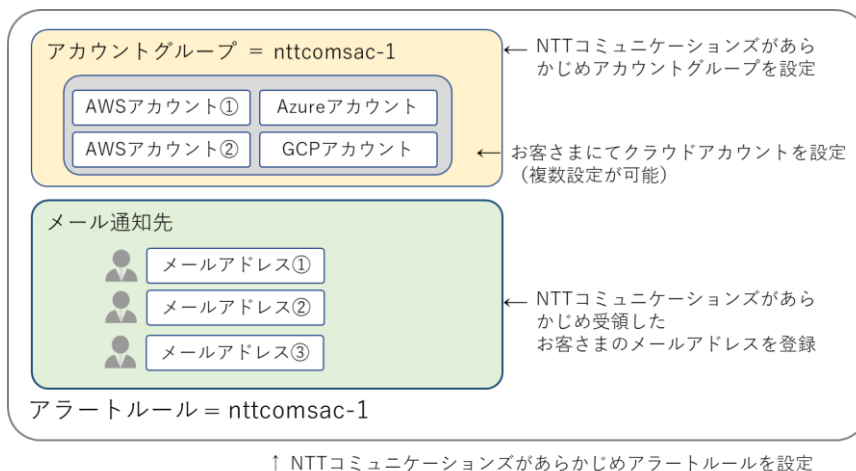 アカウントグループ = nttcomsac-1
← NTTコミュニケーションズがあら
かじめアカウントグループを設定
AWSアカウント①
Azureアカウント
AWSアカウント②
GCPアカウント
← お客さまにてクラウドアカウントを設定
（複数設定が可能）
メール通知先
メールアドレス①
メールアドレス②
メールアドレス③
← NTTコミュニケーションズがあら
かじめ受領した
お客さまのメールアドレスを登録
アラートルール = nttcomsac-1
↑ NTTコミュニケーションズがあらかじめアラートルールを設定